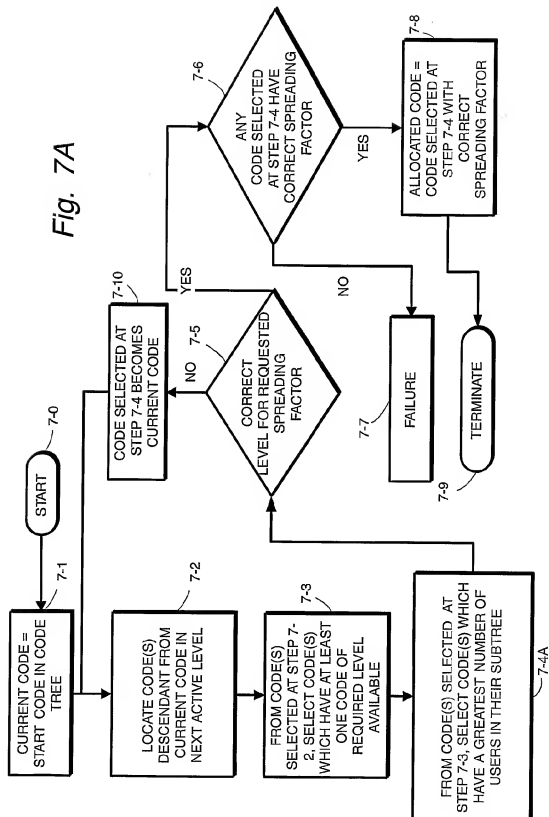 Fig. 7A
START
7-0
7-1
CURRENT CODE =
START CODE IN CODE
TREE
7-2
LOCATE CODE(S)
DESCENDANT FROM
CURRENT CODE IN
NEXT ACTIVE LEVEL
7-3
FROM CODE(S)
SELECTED AT STEP 7-
2, SELECT CODE(S)
WHICH HAVE AT LEAST
ONE CODE OF
REQUIRED LEVEL
AVAILABLE
FROM CODE(S) SELECTED AT
STEP 7-3, SELECT CODE(S) WHICH
HAVE A GREATEST NUMBER OF
USERS IN THEIR SUBTREE
7-4A
7-10
CODE SELECTED AT
STEP 7-4 BECOMES
CURRENT CODE
NO
YES
7-5
CORRECT
LEVEL FOR REQUESTED
SPREADING
FACTOR
7-6
ANY
CODE SELECTED
AT STEP 7-4 HAVE
CORRECT SPREADING
FACTOR
NO
YES
7-7
FAILURE
7-8
ALLOCATED CODE =
CODE SELECTED AT
STEP 7-4 WITH
CORRECT
SPREADING FACTOR
TERMINATE
7-9